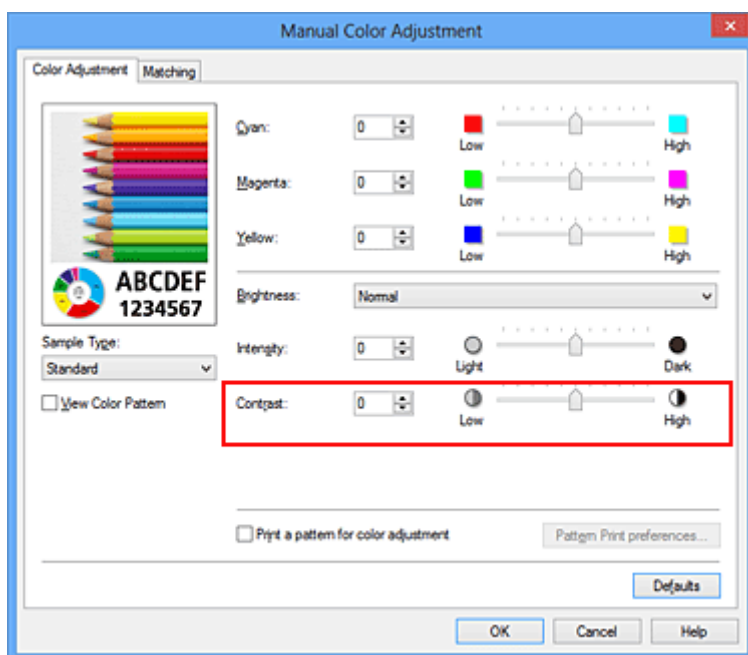 Manual Color Adjustment
Color Adjustment Matching
Cyan: 0 Low High
Magenta: 0 Low High
Yellow: 0 Low High
ABCDEF
1234567
Brightness: Normal
Sample Type:
Standard
Intensity: 0 Light Dark
View Color Pattern
Contrast: 0 Low High
Print a pattern for color adjustment Pattern Print preferences...
Defaults
OK Cancel Help